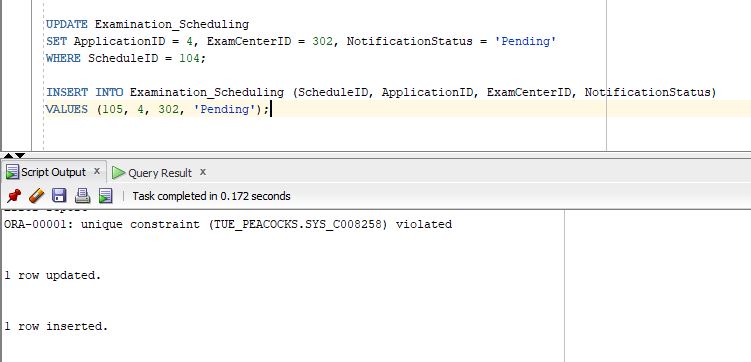 UPDATE Examination_Scheduling
SET ApplicationID = 4, ExamCenterID = 302, NotificationStatus = 'Pending'
WHERE ScheduleID = 104;
INSERT INTO Examination_Scheduling (ScheduleID, ApplicationID, ExamCenterID, NotificationStatus)
VALUES (105, 4, 302, 'Pending');
Script Output x Query Result x
Task completed in 0.172 seconds
Error report
ORA-00001: unique constraint (TUE_PEACOCKS.SYS_C008258) violated
1 row updated.
1 row inserted.